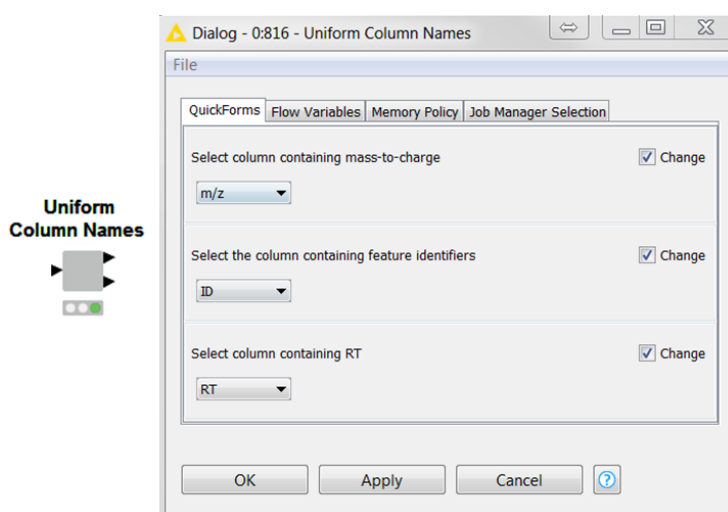 Dialog - 0:816 - Uniform Column Names
File
QuickForms Flow Variables Memory Policy Job Manager Selection
Select column containing mass-to-charge Change
m/z
Uniform
Column Names
Select the column containing feature identifiers Change
ID
Select column containing RT Change
RT
OK Apply Cancel ?